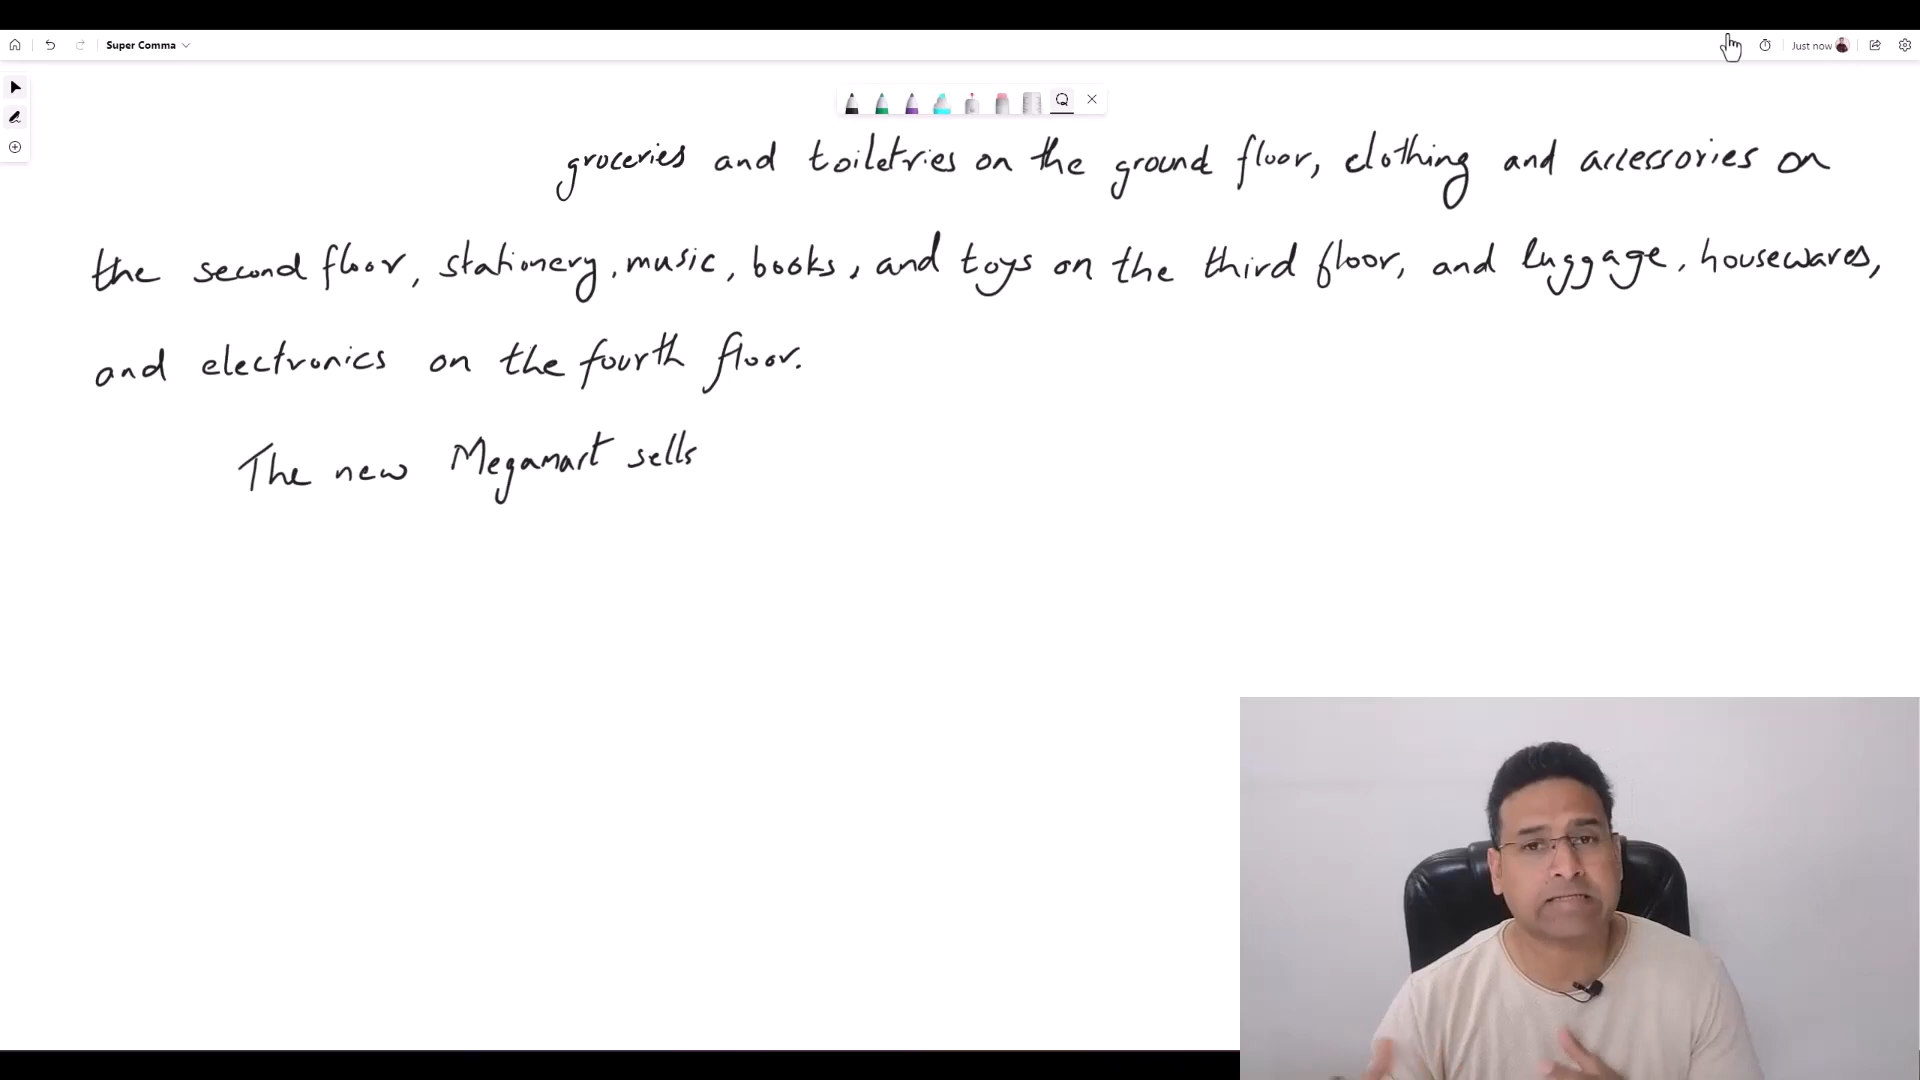 Super Comma
Just now
groceries and toiletries on the ground floor, clothing and accessories on
the second floor, stationery, music, books, and toys on the third floor, and luggage, housewares,
and electronics on the fourth floor.
The new Megamart sells